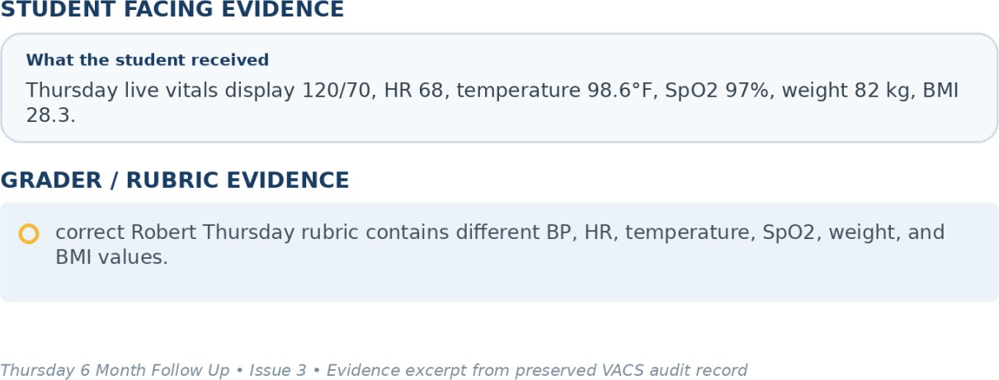 STUDENT FACING EVIDENCE
What the student received
Thursday live vitals display 120/70, HR 68, temperature 98.6°F, SpO2 97%, weight 82 kg, BMI
28.3.
GRADER / RUBRIC EVIDENCE
correct Robert Thursday rubric contains different BP, HR, temperature, SpO2, weight, and
BMI values.
Thursday 6 Month Follow Up • Issue 3 • Evidence excerpt from preserved VACS audit record